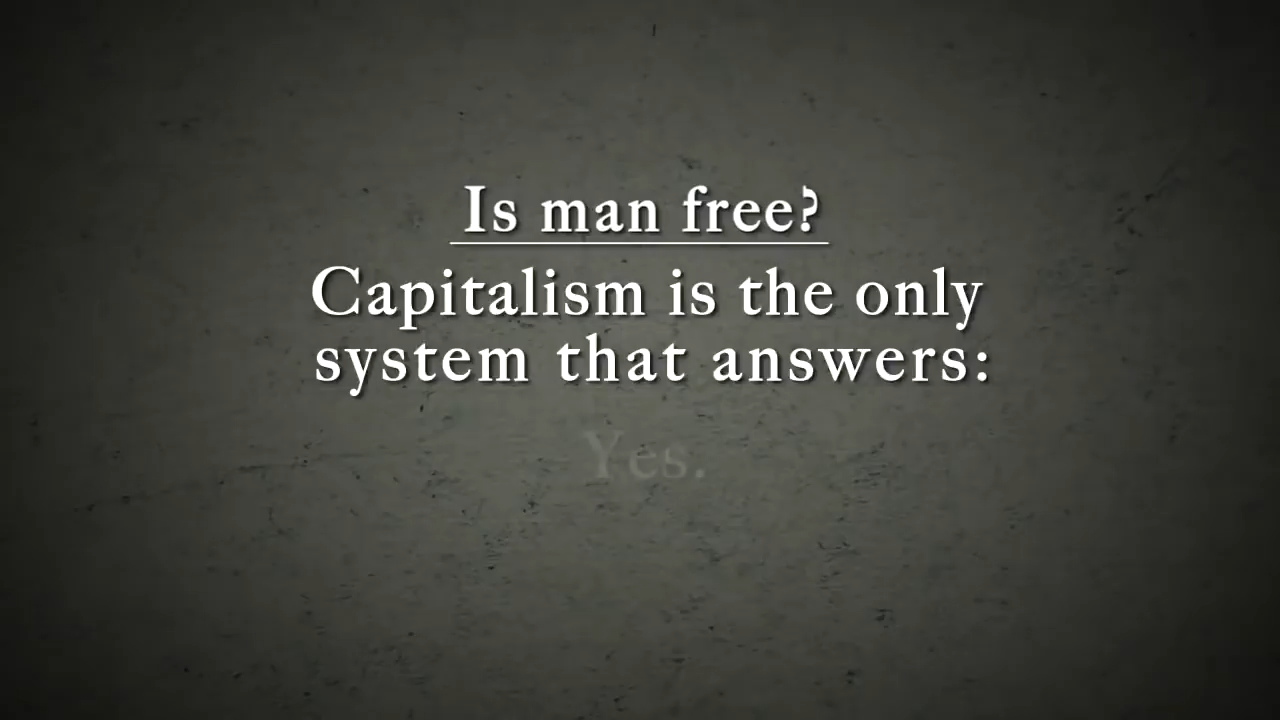 Is man free?
Capitalism is the only
system that answers:
Yes.